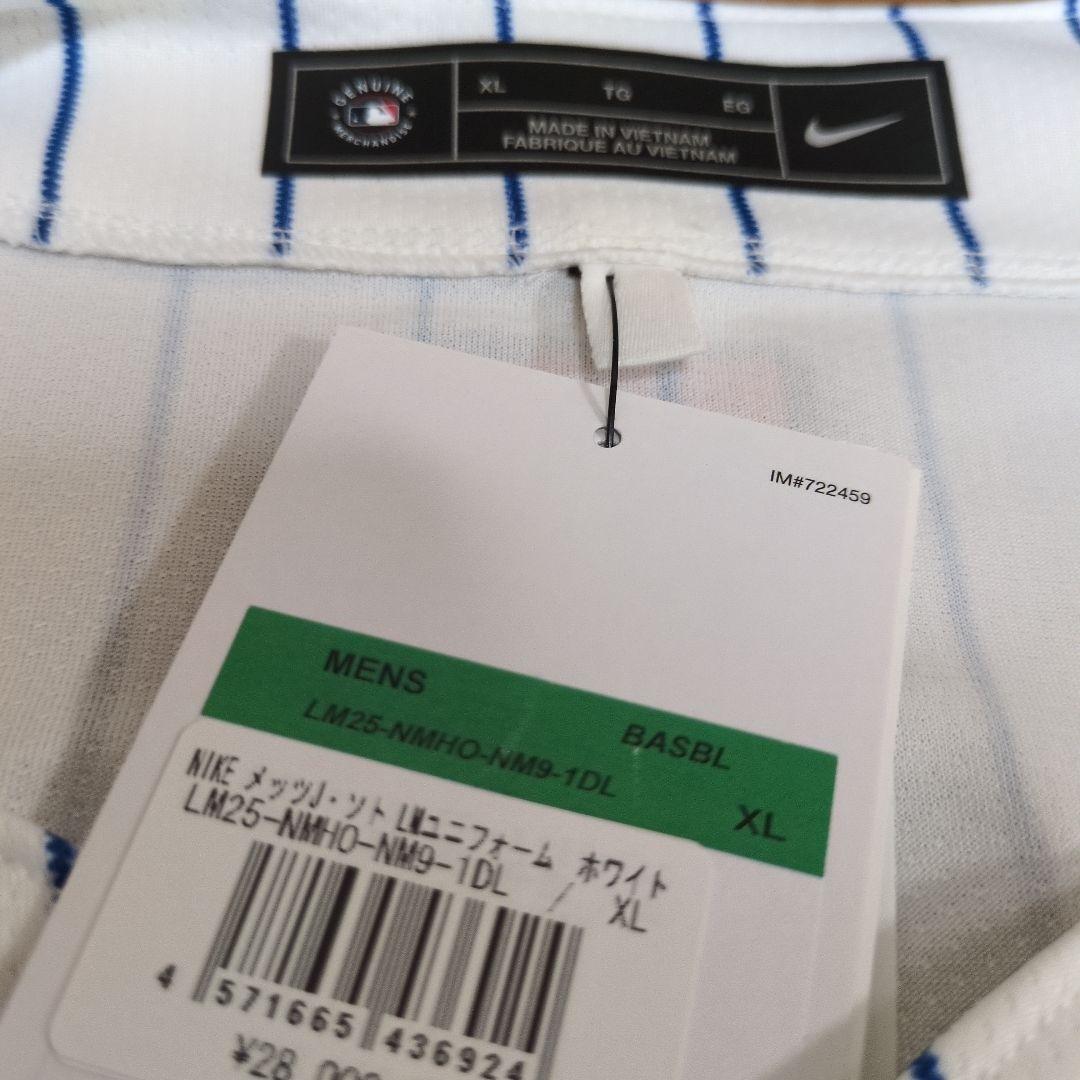 GENUINE
MERCHANDISE
XL TG EG
MADE IN VIETNAM
FABRIQUE AU VIETNAM
IM#722459
MENS BASBL
LM25-NMHO-NM9-1DL XL
NIKE メッツJ・ソト LMユニフォーム ホワイト
LM25-NMHO-NM9-1DL / XL
4 571665 436924
¥28